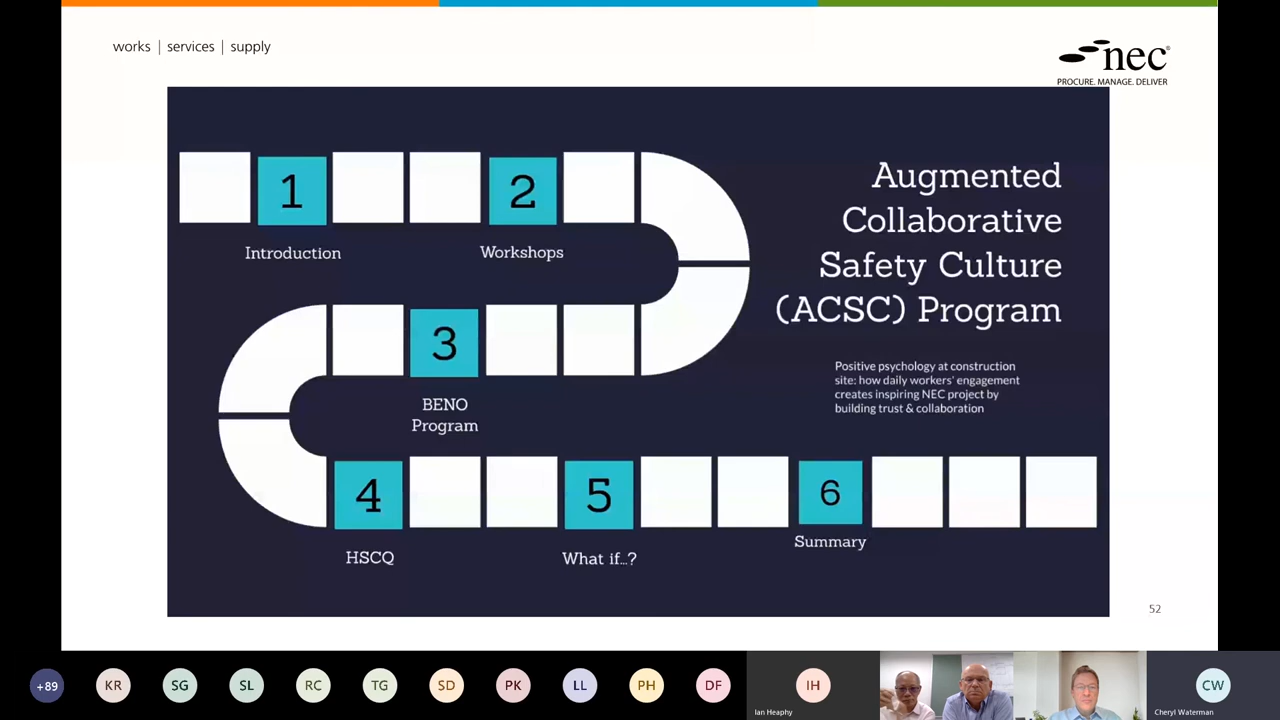 works | services | supply
nec®
PROCURE. MANAGE. DELIVER
1
2
Introduction
Workshops
Augmented
Collaborative
Safety Culture
(ACSC) Program
3
BENO
Program
Positive psychology at construction
site: how daily workers' engagement
creates inspiring NEC project by
building trust & collaboration
4
5
6
HSCQ
What if...?
Summary
52
+89
KR
SG
SL
RC
TG
SD
PK
LL
PH
DF
IH
Ian Heaphy
CW
Cheryl Waterman